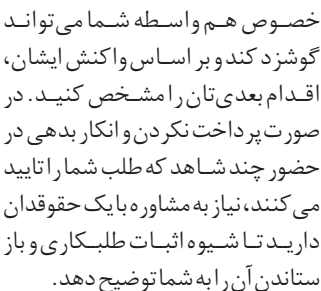 خصوص هم واسطه شما می‌تواند
گوشزد کند و بر اساس واکنش ایشان،
اقدام بعدی‌تان را مشخص کنید. در
صورت پرداخت نکردن و انکار بدهی در
حضور چند شاهد که طلب شما را تایید
می کنند، نیاز به مشاوره با یک حقوقدان
دارید تا شیوه اثبات طلبکاری و باز
ستاندن آن را به شما توضیح دهد.